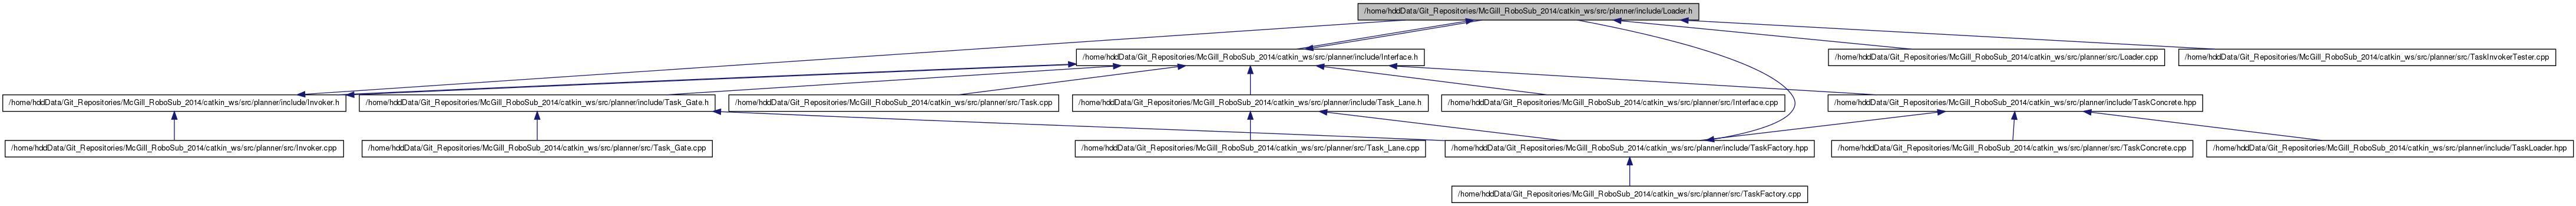 /home/hddData/Git_Repositories/McGill_RoboSub_2014/catkin_ws/src/planner/include/Loader.h
/home/hddData/Git_Repositories/McGill_RoboSub_2014/catkin_ws/src/planner/include/Interface.h
/home/hddData/Git_Repositories/McGill_RoboSub_2014/catkin_ws/src/planner/src/Loader.cpp
/home/hddData/Git_Repositories/McGill_RoboSub_2014/catkin_ws/src/planner/src/TaskInvokerTester.cpp
/home/hddData/Git_Repositories/McGill_RoboSub_2014/catkin_ws/src/planner/include/Invoker.h
/home/hddData/Git_Repositories/McGill_RoboSub_2014/catkin_ws/src/planner/include/Task_Gate.h
/home/hddData/Git_Repositories/McGill_RoboSub_2014/catkin_ws/src/planner/src/Task.cpp
/home/hddData/Git_Repositories/McGill_RoboSub_2014/catkin_ws/src/planner/include/Task_Lane.h
/home/hddData/Git_Repositories/McGill_RoboSub_2014/catkin_ws/src/planner/src/Interface.cpp
/home/hddData/Git_Repositories/McGill_RoboSub_2014/catkin_ws/src/planner/include/TaskConcrete.hpp
/home/hddData/Git_Repositories/McGill_RoboSub_2014/catkin_ws/src/planner/src/Invoker.cpp
/home/hddData/Git_Repositories/McGill_RoboSub_2014/catkin_ws/src/planner/src/Task_Gate.cpp
/home/hddData/Git_Repositories/McGill_RoboSub_2014/catkin_ws/src/planner/src/Task_Lane.cpp
/home/hddData/Git_Repositories/McGill_RoboSub_2014/catkin_ws/src/planner/include/TaskFactory.hpp
/home/hddData/Git_Repositories/McGill_RoboSub_2014/catkin_ws/src/planner/src/TaskConcrete.cpp
/home/hddData/Git_Repositories/McGill_RoboSub_2014/catkin_ws/src/planner/include/TaskLoader.hpp
/home/hddData/Git_Repositories/McGill_RoboSub_2014/catkin_ws/src/planner/src/TaskFactory.cpp